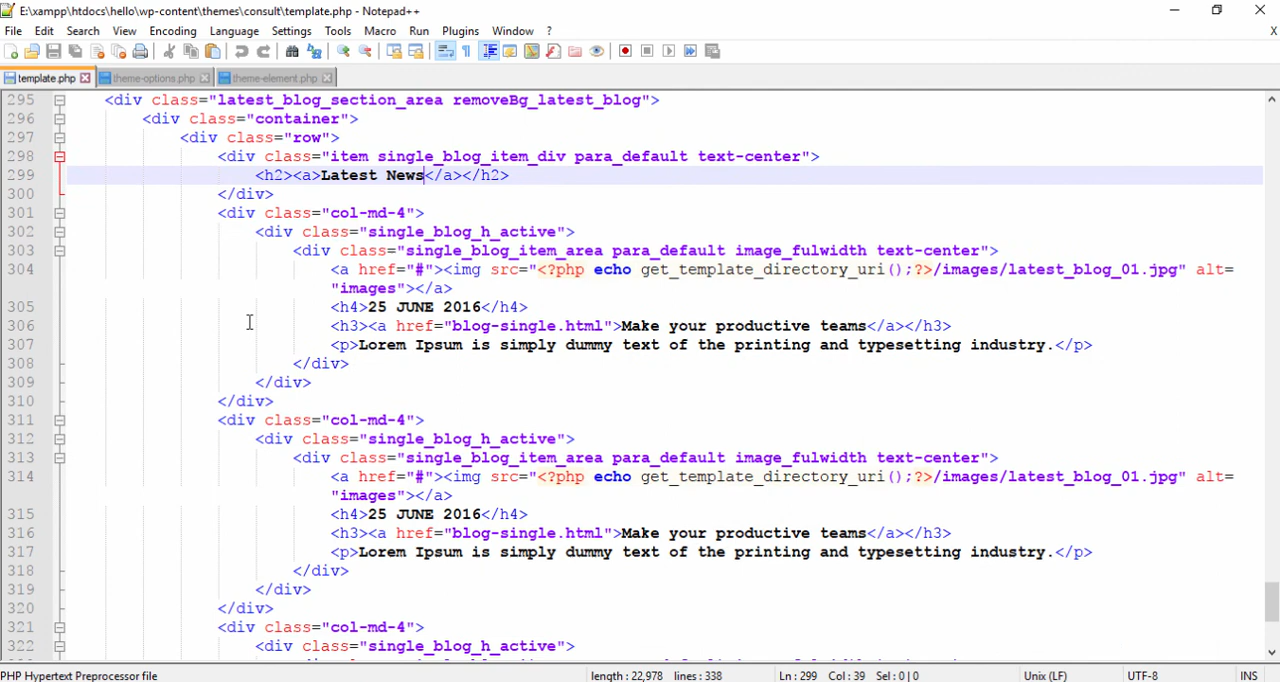 E:\xampp\htdocs\hello\wp-content\themes\consult\template.php - Notepad++
File Edit Search View Encoding Language Settings Tools Macro Run Plugins Window ? X
template.php theme-options.php theme-element.php
295 <div class="latest_blog_section_area removeBg_latest_blog">
296 <div class="container">
297 <div class="row">
298 <div class="item single_blog_item_div para_default text-center">
299 <h2><a>Latest News</a></h2>
300 </div>
301 <div class="col-md-4">
302 <div class="single_blog_h_active">
303 <div class="single_blog_item_area para_default image_fulwidth text-center">
304 <a href="#"><img src="<?php echo get_template_directory_uri();?>/images/latest_blog_01.jpg" alt=
"images"></a>
305 <h4>25 JUNE 2016</h4>
306 <h3><a href="blog-single.html">Make your productive teams</a></h3>
307 <p>Lorem Ipsum is simply dummy text of the printing and typesetting industry.</p>
308 </div>
309 </div>
310 </div>
311 <div class="col-md-4">
312 <div class="single_blog_h_active">
313 <div class="single_blog_item_area para_default image_fulwidth text-center">
314 <a href="#"><img src="<?php echo get_template_directory_uri();?>/images/latest_blog_01.jpg" alt=
"images"></a>
315 <h4>25 JUNE 2016</h4>
316 <h3><a href="blog-single.html">Make your productive teams</a></h3>
317 <p>Lorem Ipsum is simply dummy text of the printing and typesetting industry.</p>
318 </div>
319 </div>
320 </div>
321 <div class="col-md-4">
322 <div class="single_blog_h_active">
PHP Hypertext Preprocessor file length : 22,978 lines : 338 Ln : 299 Col : 39 Sel : 0 | 0 Unix (LF) UTF-8 INS